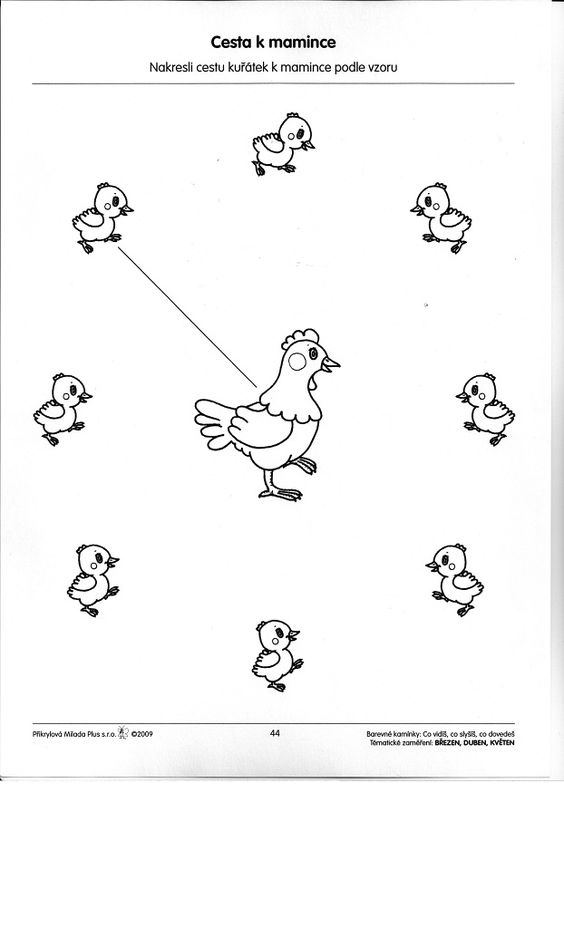 Cesta k mamince
Nakresli cestu kuřátek k mamince podle vzoru
Přikrylová Milada Plus s.r.o. ©2009
44
Barevné kamínky: Co vidíš, co slyšíš, co dovedeš
Tématické zaměření: BŘEZEN, DUBEN, KVĚTEN